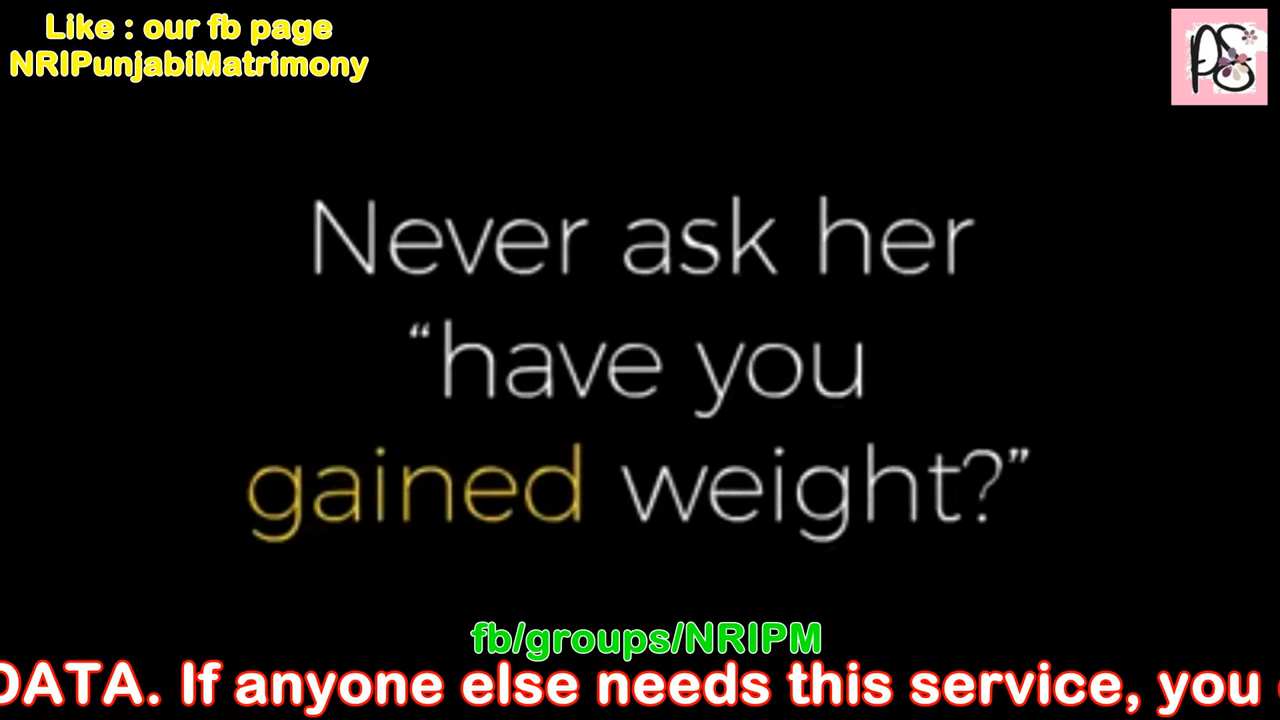 Like : our fb page
NRIPunjabiMatrimony
PS
Never ask her
“have you
gained weight?”
fb/groups/NRIPM
DATA. If anyone else needs this service, you